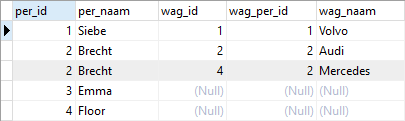 per_id per_naam wag_id wag_per_id wag_naam
1 Siebe 1 1 Volvo
2 Brecht 2 2 Audi
2 Brecht 4 2 Mercedes
3 Emma (Null) (Null) (Null)
4 Floor (Null) (Null) (Null)